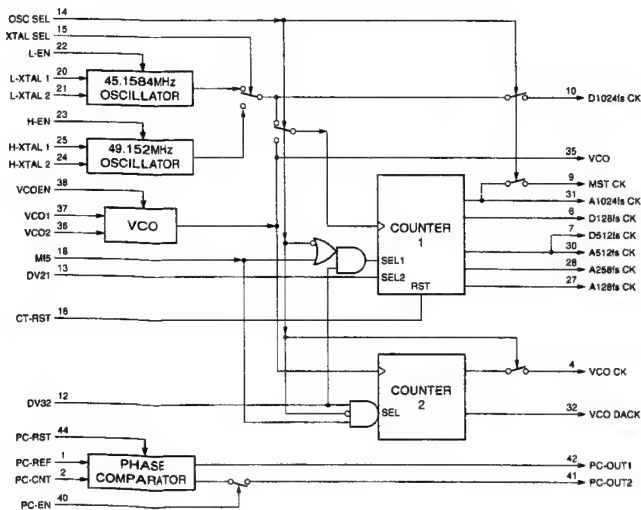 OSC SEL 14
XTAL SEL 15
L-EN 22
L-XTAL 1 20
L-XTAL 2 21
45.1584MHz
OSCILLATOR
H-EN 23
H-XTAL 1 25
H-XTAL 2 24
49.152MHz
OSCILLATOR
VCOEN 38
VCO1 37
VCO2 36
VCO
MI5 18
DV21 13
CT-RST 16
COUNTER
1
SEL1
SEL2
RST
10 D1024fs CK
35 VCO
9 MST CK
31 A1024fs CK
6 D128fs CK
7 D512fs CK
30 A512fs CK
28 A258fs CK
27 A128fs CK
DV32 12
COUNTER
2
SEL
4 VCO CK
32 VCO DACK
PC-RST 44
PC-REF 1
PC-CNT 2
PC-EN 40
PHASE
COMPARATOR
42 PC-OUT1
41 PC-OUT2